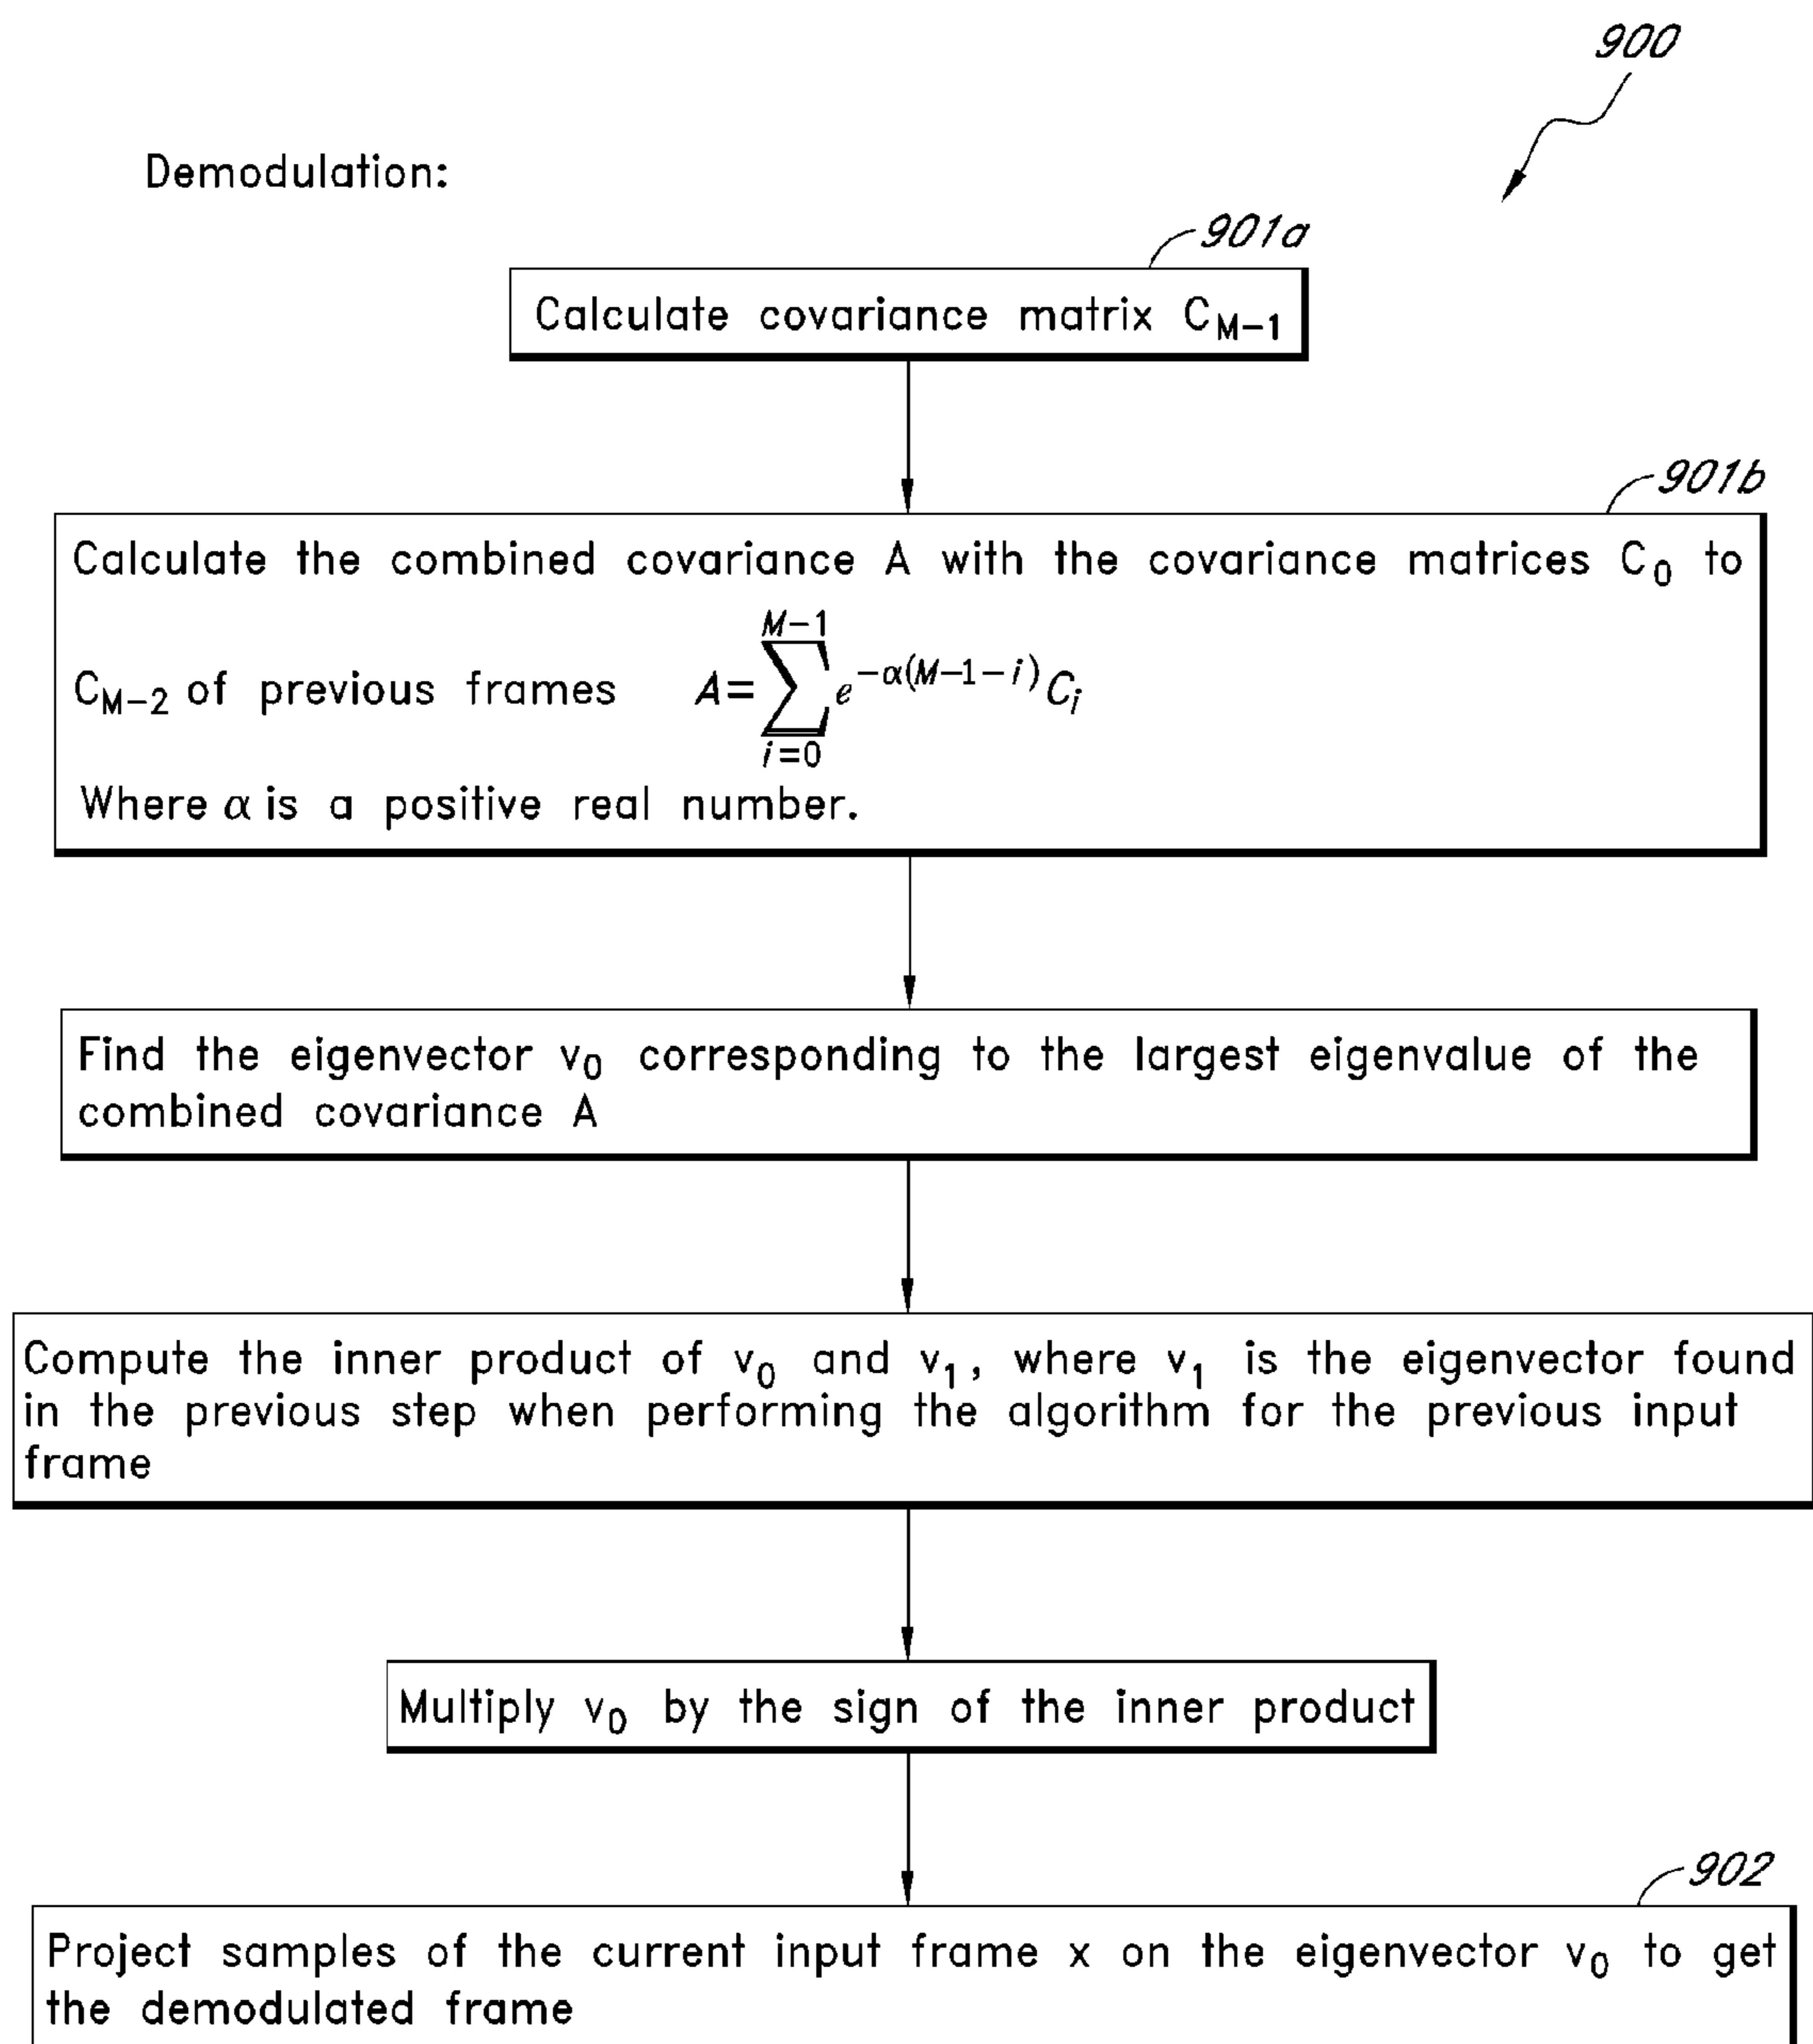 900
Demodulation:
901a
Calculate covariance matrix C_{M-1}
901b
Calculate the combined covariance A with the covariance matrices C_0 to
C_{M-2} of previous frames A=\sum_{i=0}^{M-1} e^{-α(M-1-i)} C_i
Where α is a positive real number.
Find the eigenvector v_0 corresponding to the largest eigenvalue of the
combined covariance A
Compute the inner product of v_0 and v_1, where v_1 is the eigenvector found
in the previous step when performing the algorithm for the previous input
frame
Multiply v_0 by the sign of the inner product
902
Project samples of the current input frame x on the eigenvector v_0 to get
the demodulated frame